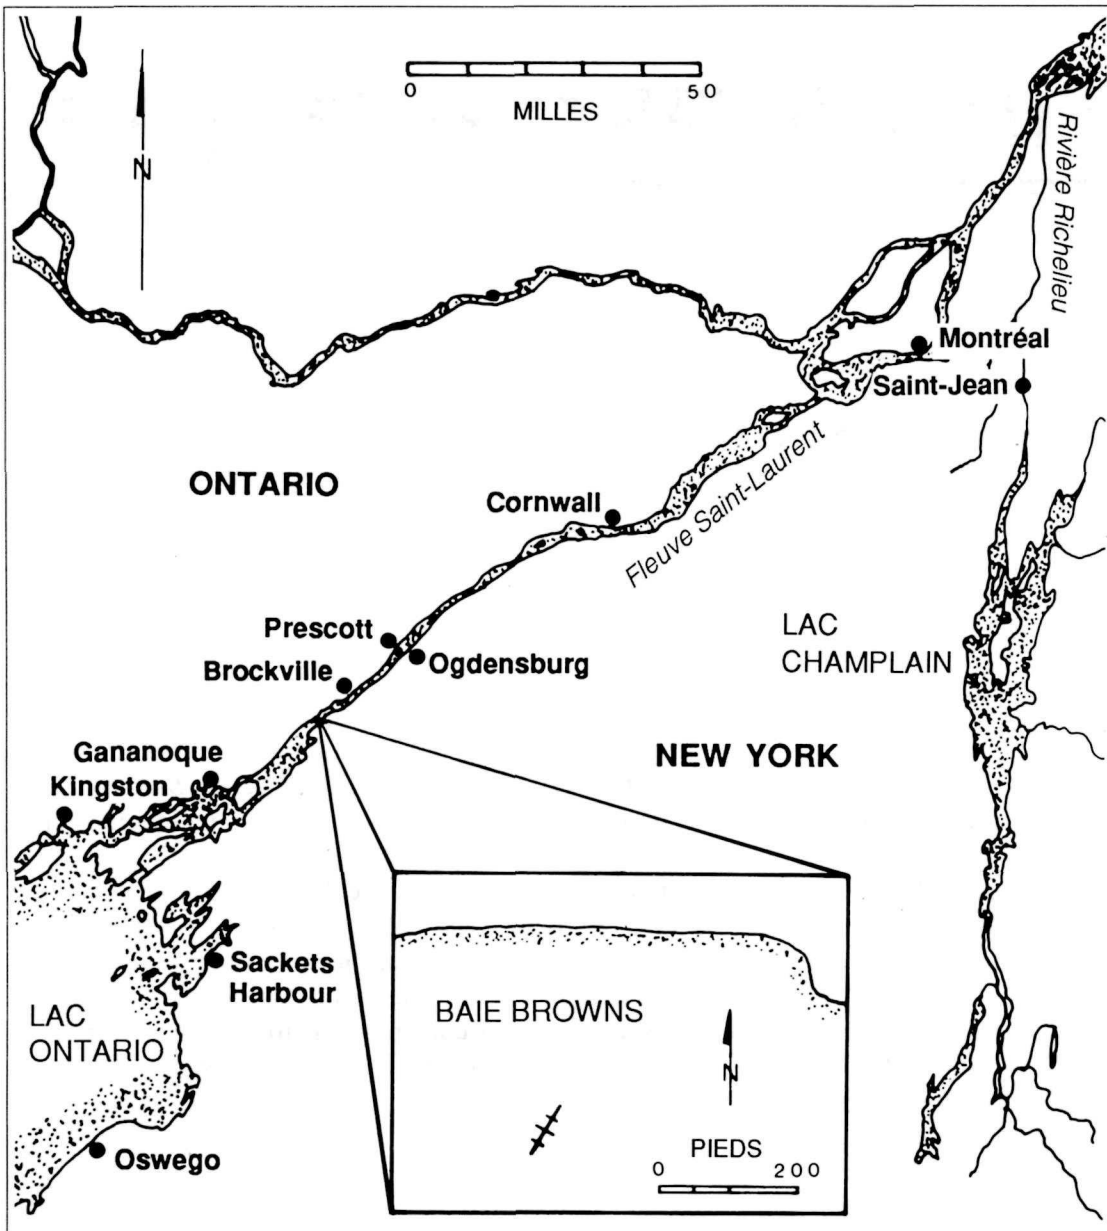 0 50
MILLES
N
Rivière Richelieu
Montréal
Saint-Jean
ONTARIO
Cornwall
Fleuve Saint-Laurent
Prescott
Ogdensburg
Brockville
LAC
CHAMPLAIN
NEW YORK
Gananoque
Kingston
Sackets
Harbour
LAC
ONTARIO
Oswego
BAIE BROWNS
N
PIEDS
0 200